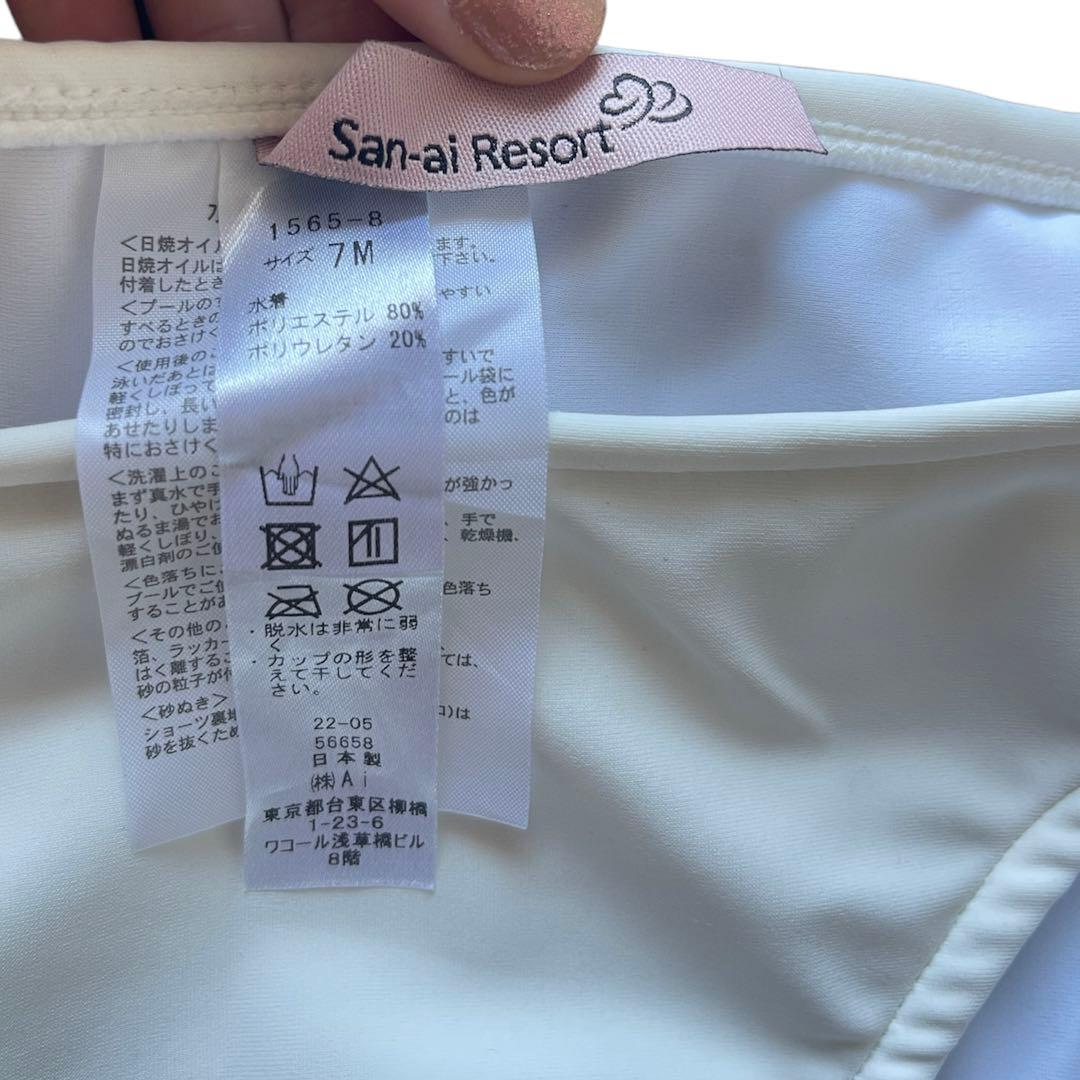 San-ai Resort
1565-8
サイズ 7M
水着
ポリエステル 80%
ポリウレタン 20%
・脱水は非常に弱
く
・カップの形を整
えて干してくだ
さい。
22-05
56658
日本製
(株)Ai
東京都台東区柳橋
1-23-6
ワコール浅草橋ビル
8階
<日焼オイル
日焼オイルは
付着したとき
<プールの
すべるときの
のでおさけく
<使用後の
泳いだあとは
軽くしぼって
密封し、長い
あせたりしま
特におさけく
<洗濯上のご
まず真水で手
たり、ひやけ
ぬるま湯でお
軽くしぼり、
漂白剤のご使
<色落ちに
プールでご使
することがあ
<その他の
箔、ラッカー
はく離するこ
砂の粒子が付
<砂ぬき>
ショーツ裏地
砂を抜くため
ます。
下さい。
やすい
すいで
ール袋に
と、色が
のは
が強かっ
、手で
、乾燥機、
色落ち
ては、
口)は